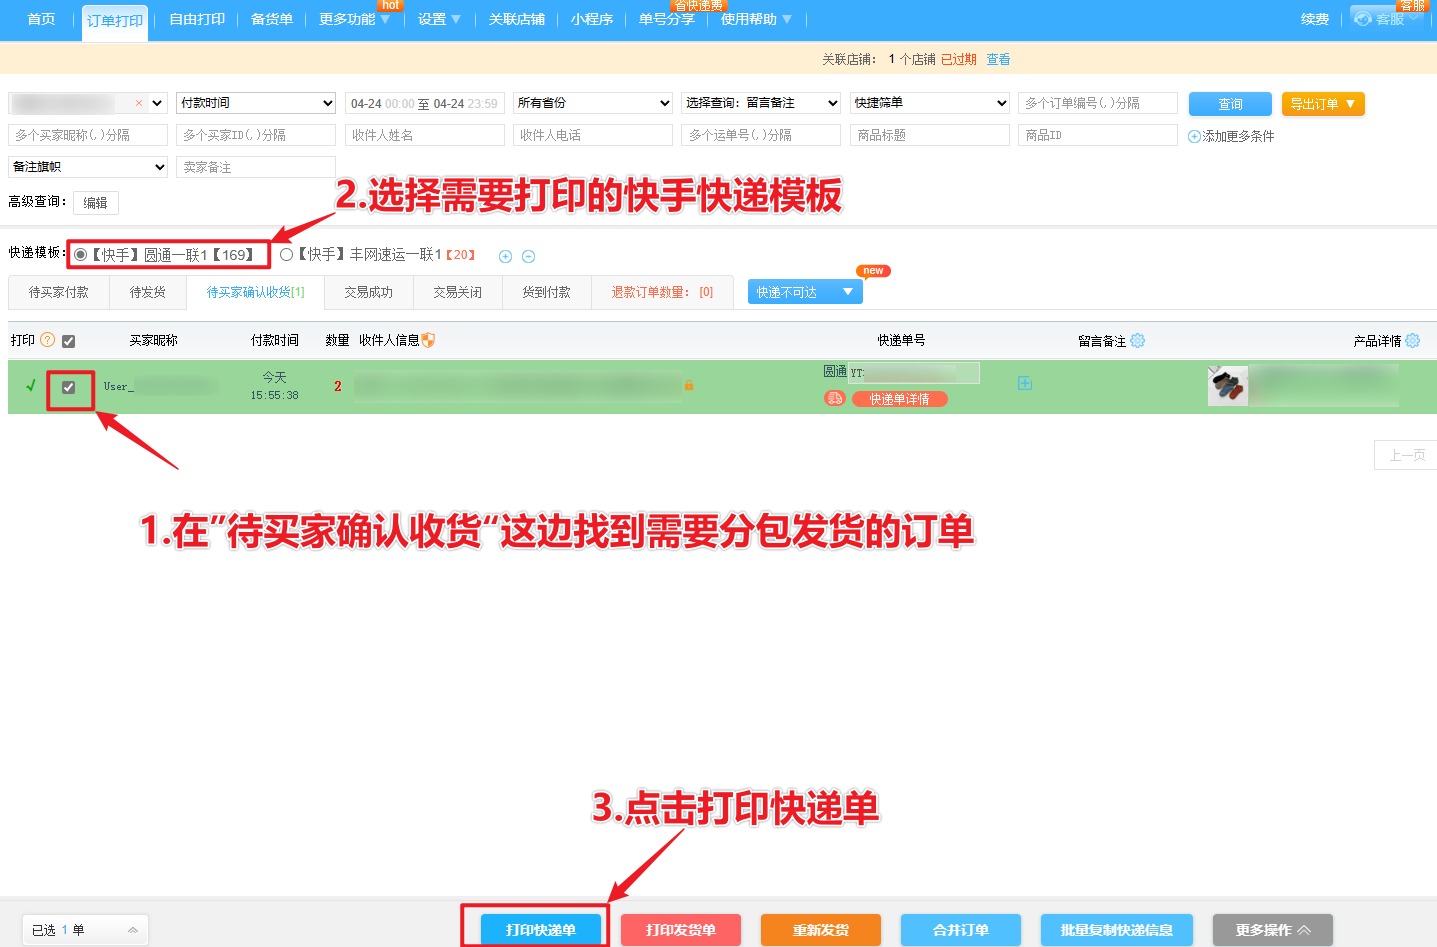 首页 订单打印 自由打印 备货单 更多功能 hot 设置 关联店铺 小程序 单号分享 省快递费 使用帮助 续费 客服 客服
关联店铺： 1 个店铺 已过期 查看
付款时间 04-24 00:00 至 04-24 23:59 所有省份 选择查询：留言备注 快捷筛单 多个订单编号(,)分隔 查询 导出订单
多个买家昵称(,)分隔 多个买家ID(,)分隔 收件人姓名 收件人电话 多个运单号(,)分隔 商品标题 商品ID 添加更多条件
备注旗帜 卖家备注
高级查询： 编辑
2.选择需要打印的快手快递模板
快递模板： 【快手】圆通一联1【169】 【快手】丰网速运一联1【20】
待买家付款 待发货 待买家确认收货[1] 交易成功 交易关闭 货到付款 退款订单数量： [0] 快递不可达 new
打印 ? 买家昵称 付款时间 数量 收件人信息 快递单号 留言备注 产品详情
User_ 今天 15:55:38 2 圆通 YT: 快递单详情
上一页
1.在”待买家确认收货“这边找到需要分包发货的订单
3.点击打印快递单
已选 1 单 打印快递单 打印发货单 重新发货 合并订单 批量复制快递信息 更多操作